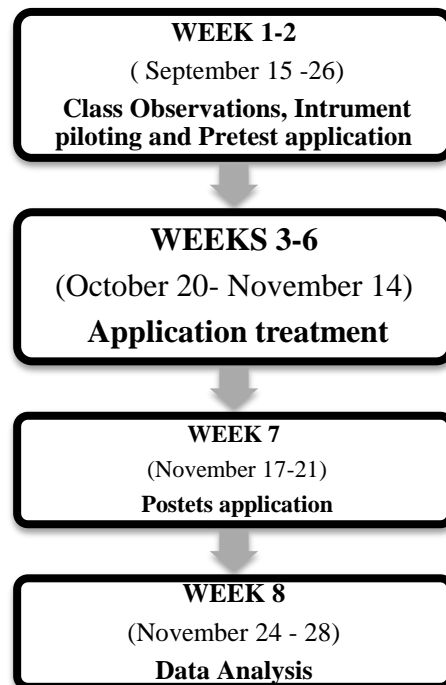 WEEK 1-2
( September 15 -26)
Class Observations, Intrument
piloting and Pretest application
WEEKS 3-6
(October 20- November 14)
Application treatment
WEEK 7
(November 17-21)
Postets application
WEEK 8
(November 24 - 28)
Data Analysis